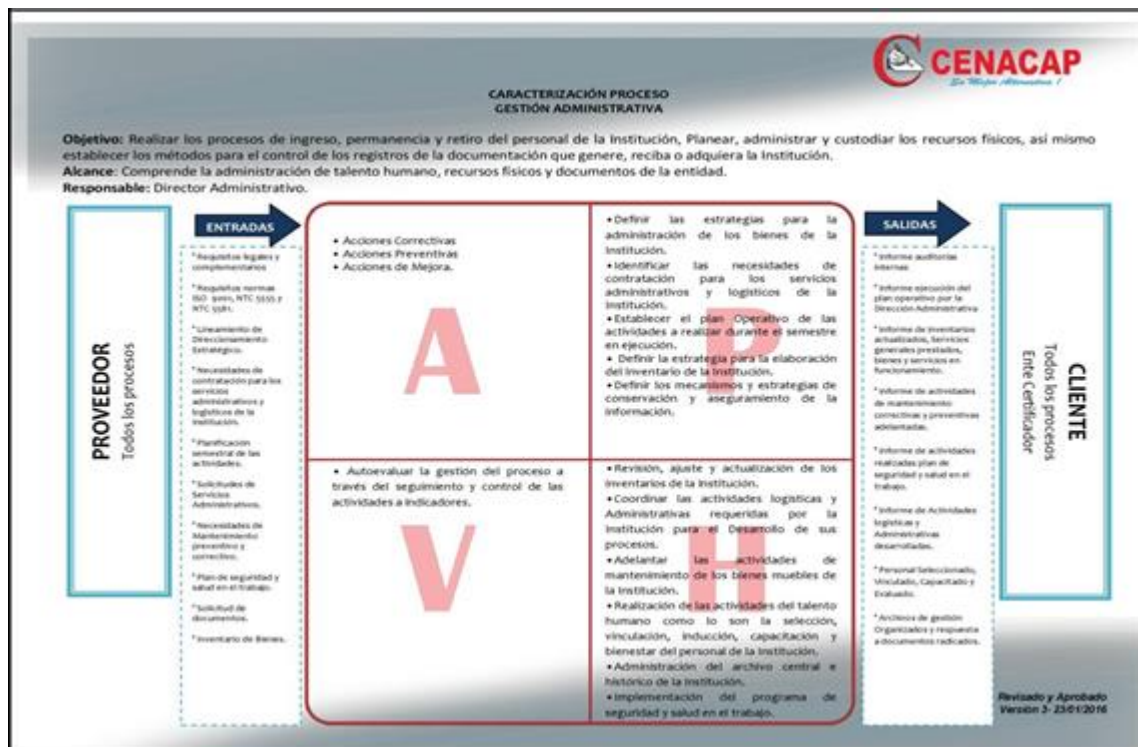 CENACAP
Su Mejor Alternativa !
CARACTERIZACIÓN PROCESO
GESTIÓN ADMINISTRATIVA
Objetivo: Realizar los procesos de ingreso, permanencia y retiro del personal de la Institución, Planear, administrar y custodiar los recursos físicos, así mismo
establecer los métodos para el control de los registros de la documentación que genere, reciba o adquiera la Institución.
Alcance: Comprende la administración de talento humano, recursos físicos y documentos de la entidad.
Responsable: Director Administrativo.
PROVEEDOR
Todos los procesos
ENTRADAS
*Requisitos legales y
complementarios
*Requisitos normas
ISO 9001, NTC 5555 y
NTC 5581.
*Lineamiento de
Direccionamiento
Estratégico.
*Necesidades de
contratación para los
servicios
administrativos y
logísticos de la
Institución.
*Planificación
semestral de las
actividades.
*Solicitudes de
Servicios
Administrativos.
*Necesidades de
Mantenimiento
preventivo y
correctivo.
*Plan de seguridad y
salud en el trabajo.
*Solicitud de
documentos.
*Inventario de Bienes.
• Acciones Correctivas
• Acciones Preventivas
• Acciones de Mejora.
A
• Definir las estrategias para la
administración de los bienes de la
Institución.
• Identificar las necesidades de
contratación para los servicios
administrativos y logísticos de la
Institución.
• Establecer el plan Operativo de las
actividades a realizar durante el semestre
en ejecución.
• Definir la estrategia para la elaboración
del Inventario de la Institución.
• Definir los mecanismos y estrategias de
conservación y aseguramiento de la
información.
P
• Autoevaluar la gestión del proceso a
través del seguimiento y control de las
actividades a indicadores.
V
• Revisión, ajuste y actualización de los
inventarios de la Institución.
• Coordinar las actividades logísticas y
Administrativas requeridas por la
Institución para el Desarrollo de sus
procesos.
• Adelantar las actividades de
mantenimiento de los bienes muebles de
la Institución.
• Realización de las actividades del talento
humano como lo son la selección,
vinculación, inducción, capacitación y
bienestar del personal de la Institución.
• Administración del archivo central e
histórico de la Institución.
• Implementación del programa de
seguridad y salud en el trabajo.
H
SALIDAS
*Informe auditorías
internas
*Informe ejecución del
plan operativo por la
Dirección Administrativa
*Informe de inventarios
actualizados, Servicios
generales prestados,
bienes y servicios en
funcionamiento.
*Informe de actividades
de mantenimiento
correctivas y preventivas
adelantadas.
*Informe de actividades
realizadas plan de
seguridad y salud en el
trabajo.
*Informe de Actividades
logísticas y
Administrativas
desarrolladas.
*Personal Seleccionado,
Vinculado, Capacitado y
Evaluado.
*Archivos de gestión
Organizados y respuesta
a documentos radicados.
CLIENTE
Todos los procesos
Ente Certificador
Revisado y Aprobado
Versión 3- 23/01/2016